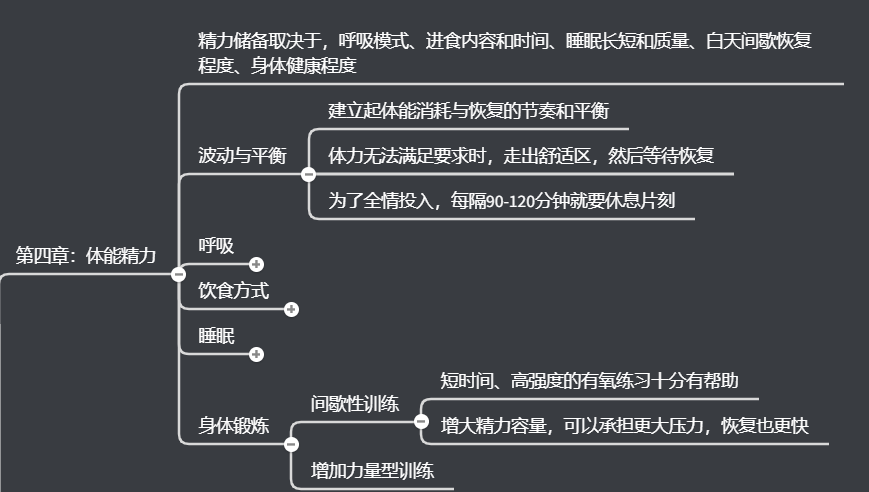 精力储备取决于，呼吸模式、进食内容和时间、睡眠长短和质量、白天间歇恢复
程度、身体健康程度
建立起体能消耗与恢复的节奏和平衡
波动与平衡
体力无法满足要求时，走出舒适区，然后等待恢复
为了全情投入，每隔90-120分钟就要休息片刻
第四章：体能精力
呼吸
饮食方式
睡眠
短时间、高强度的有氧练习十分有帮助
间歇性训练
增大精力容量，可以承担更大压力，恢复也更快
身体锻炼
增加力量型训练